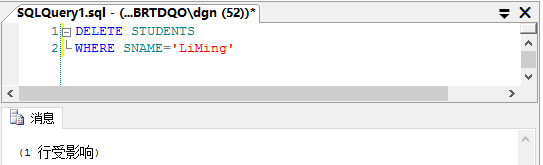 SQLQuery1.sql - (...BRTDQO\dgn (52))*
1 DELETE STUDENTS
2 WHERE SNAME='LiMing'
消息
(1 行受影响)